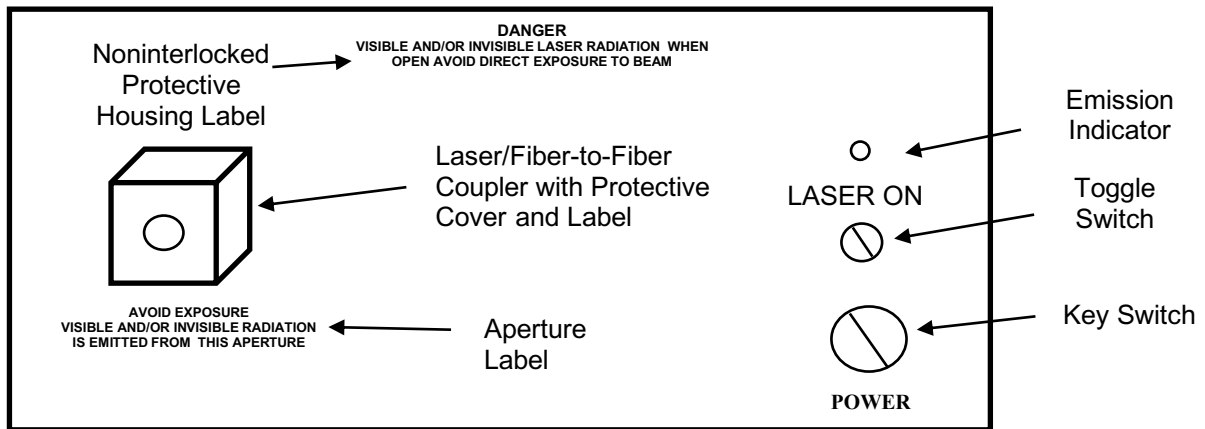 DANGER
VISIBLE AND/OR INVISIBLE LASER RADIATION WHEN
OPEN AVOID DIRECT EXPOSURE TO BEAM
Noninterlocked
Protective
Housing Label
Emission
Indicator
Laser/Fiber-to-Fiber
Coupler with Protective
Cover and Label
LASER ON
Toggle
Switch
AVOID EXPOSURE
VISIBLE AND/OR INVISIBLE RADIATION
IS EMITTED FROM THIS APERTURE
Aperture
Label
Key Switch
POWER